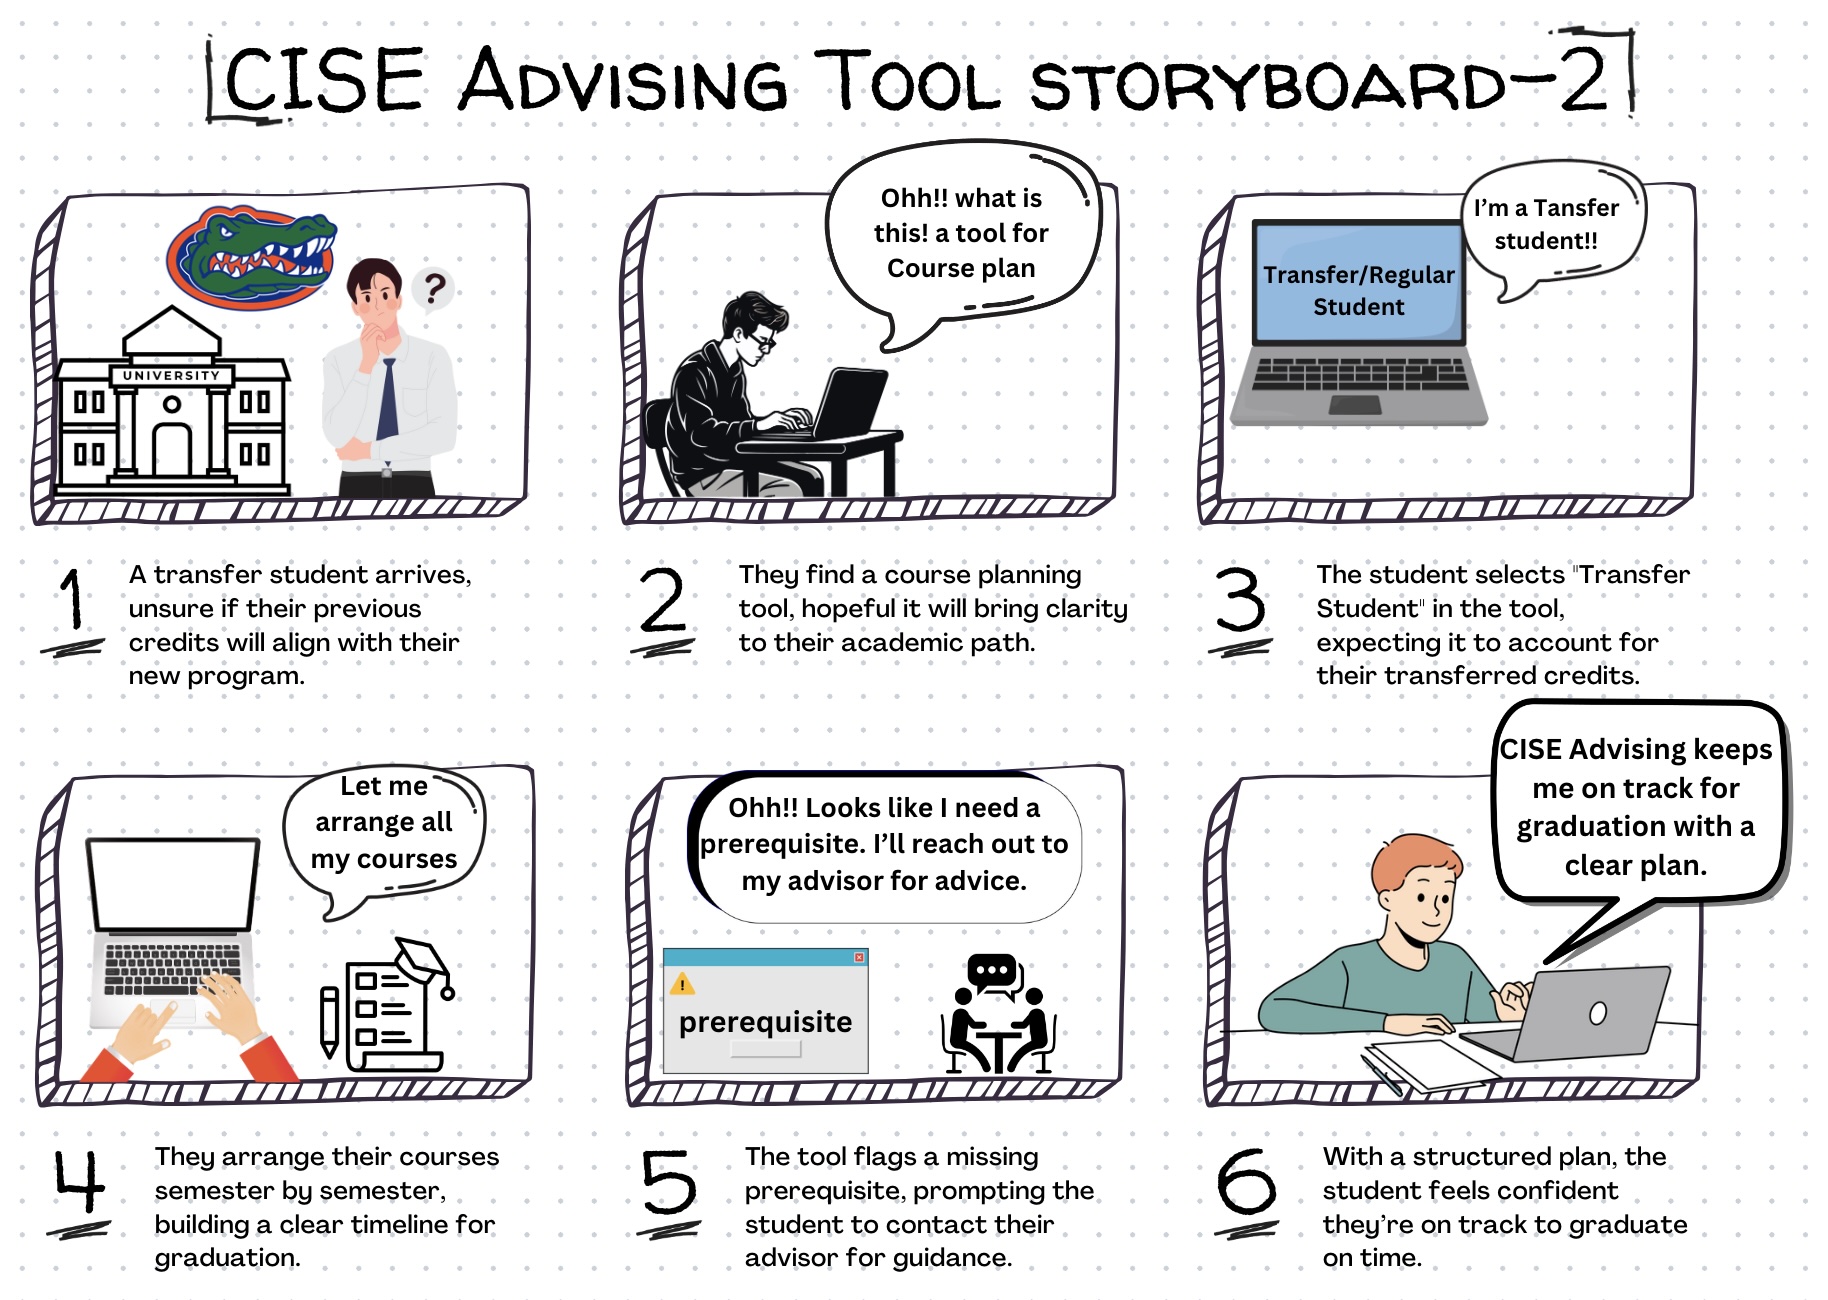 CISE Advising Tool storyboard-2
UNIVERSITY
?
Ohh!! what is
this! a tool for
Course plan
Transfer/Regular
Student
I'm a Tansfer
student!!
1
A transfer student arrives,
unsure if their previous
credits will align with their
new program.
2
They find a course planning
tool, hopeful it will bring clarity
to their academic path.
3
The student selects "Transfer
Student" in the tool,
expecting it to account for
their transferred credits.
Let me
arrange all
my courses
Ohh!! Looks like I need a
prerequisite. I'll reach out to
my advisor for advice.
!
prerequisite
CISE Advising keeps
me on track for
graduation with a
clear plan.
4
They arrange their courses
semester by semester,
building a clear timeline for
graduation.
5
The tool flags a missing
prerequisite, prompting the
student to contact their
advisor for guidance.
6
With a structured plan, the
student feels confident
they're on track to graduate
on time.